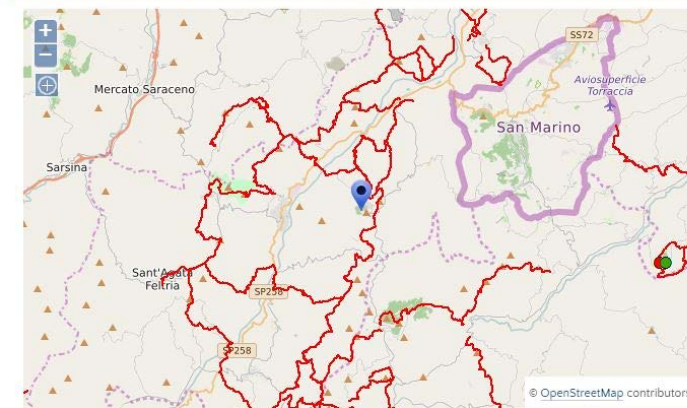 +
−
SS72
Mercato Saraceno
Aviosuperficie
Torraccia
San Marino
Sarsina
Sant'Agata
Feltria
SP258
SP258
© OpenStreetMap contributors